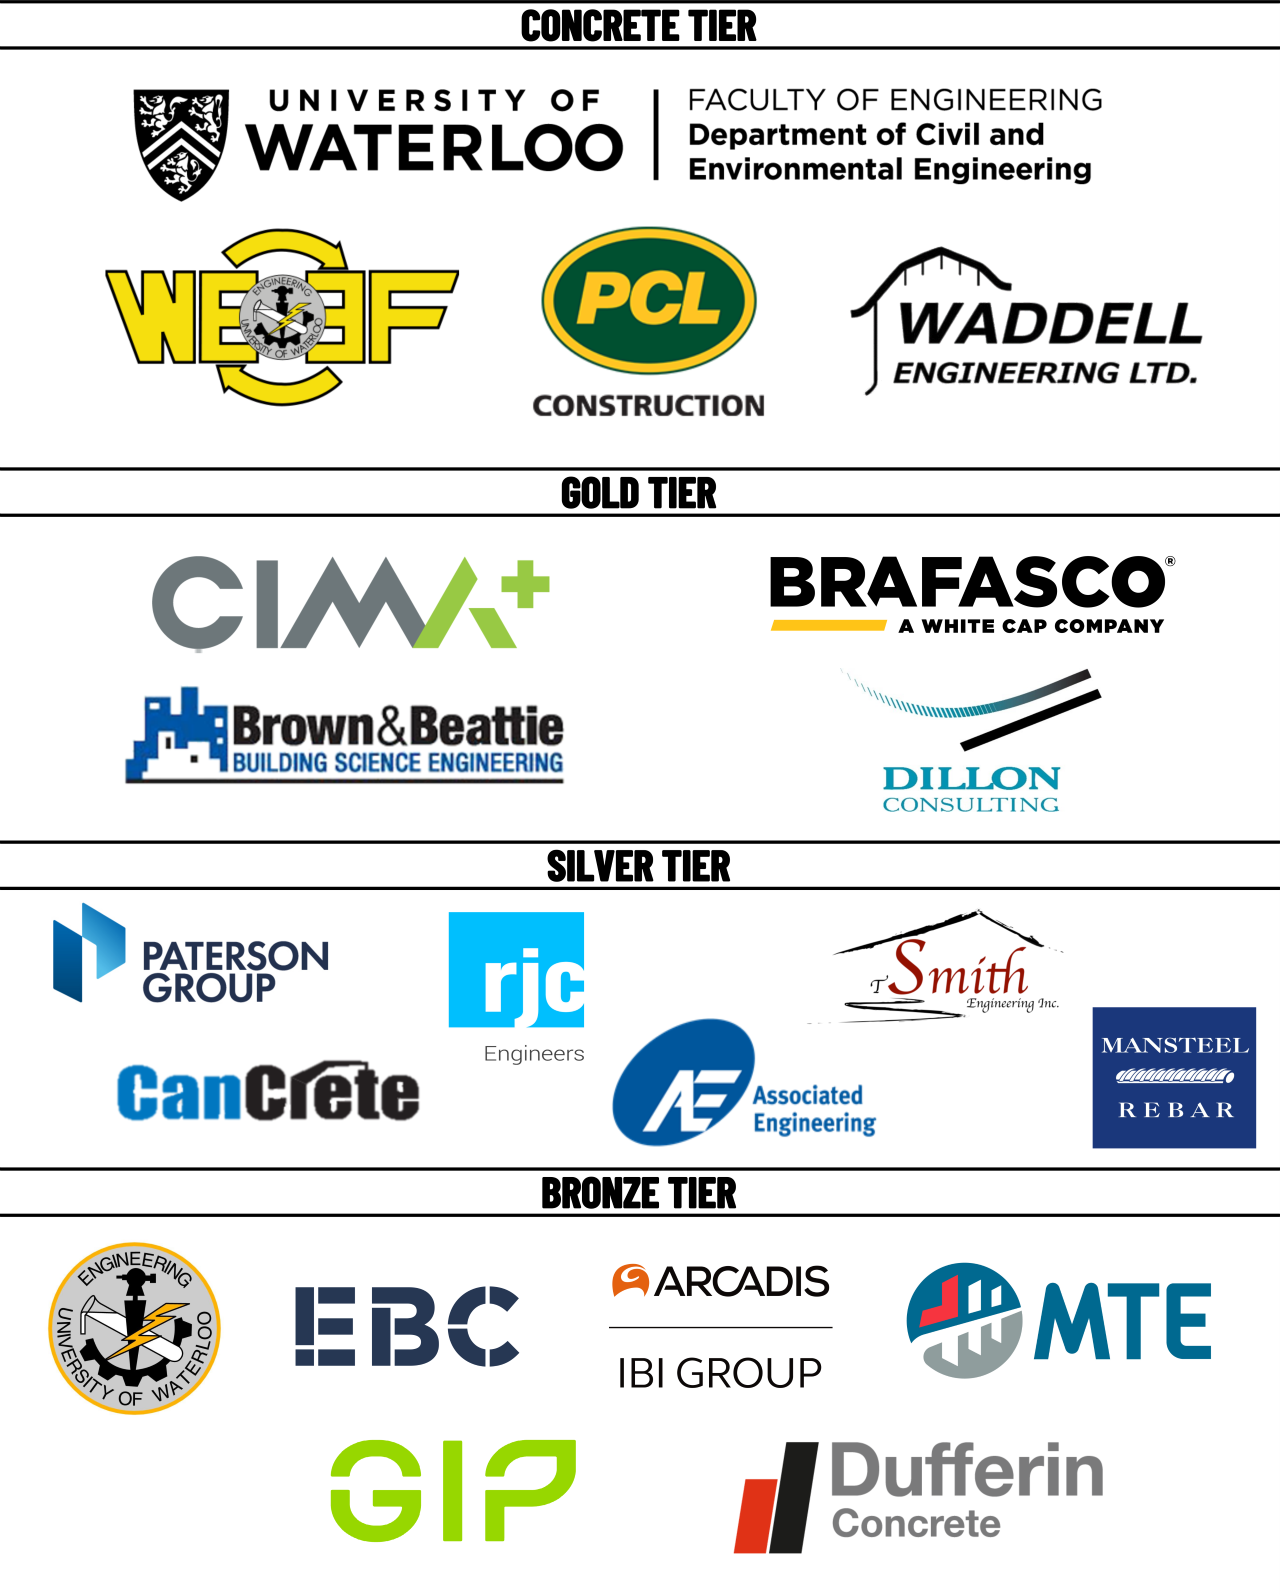 CONCRETE TIER
UNIVERSITY OF
WATERLOO
FACULTY OF ENGINEERING
Department of Civil and
Environmental Engineering
WEEF
ENGINEERING
UNIVERSITY OF WATERLOO
PCL
CONSTRUCTION
WADDELL
ENGINEERING LTD.
GOLD TIER
CIMA+
BRAFASCO®
A WHITE CAP COMPANY
Brown&Beattie
BUILDING SCIENCE ENGINEERING
DILLON
CONSULTING
SILVER TIER
PATERSON
GROUP
rjc
Engineers
T Smith
Engineering Inc.
CanCrete
AE
Associated
Engineering
MANSTEEL
REBAR
BRONZE TIER
ENGINEERING
UNIVERSITY OF WATERLOO
EBC
ARCADIS
IBI GROUP
MTE
GIP
Dufferin
Concrete